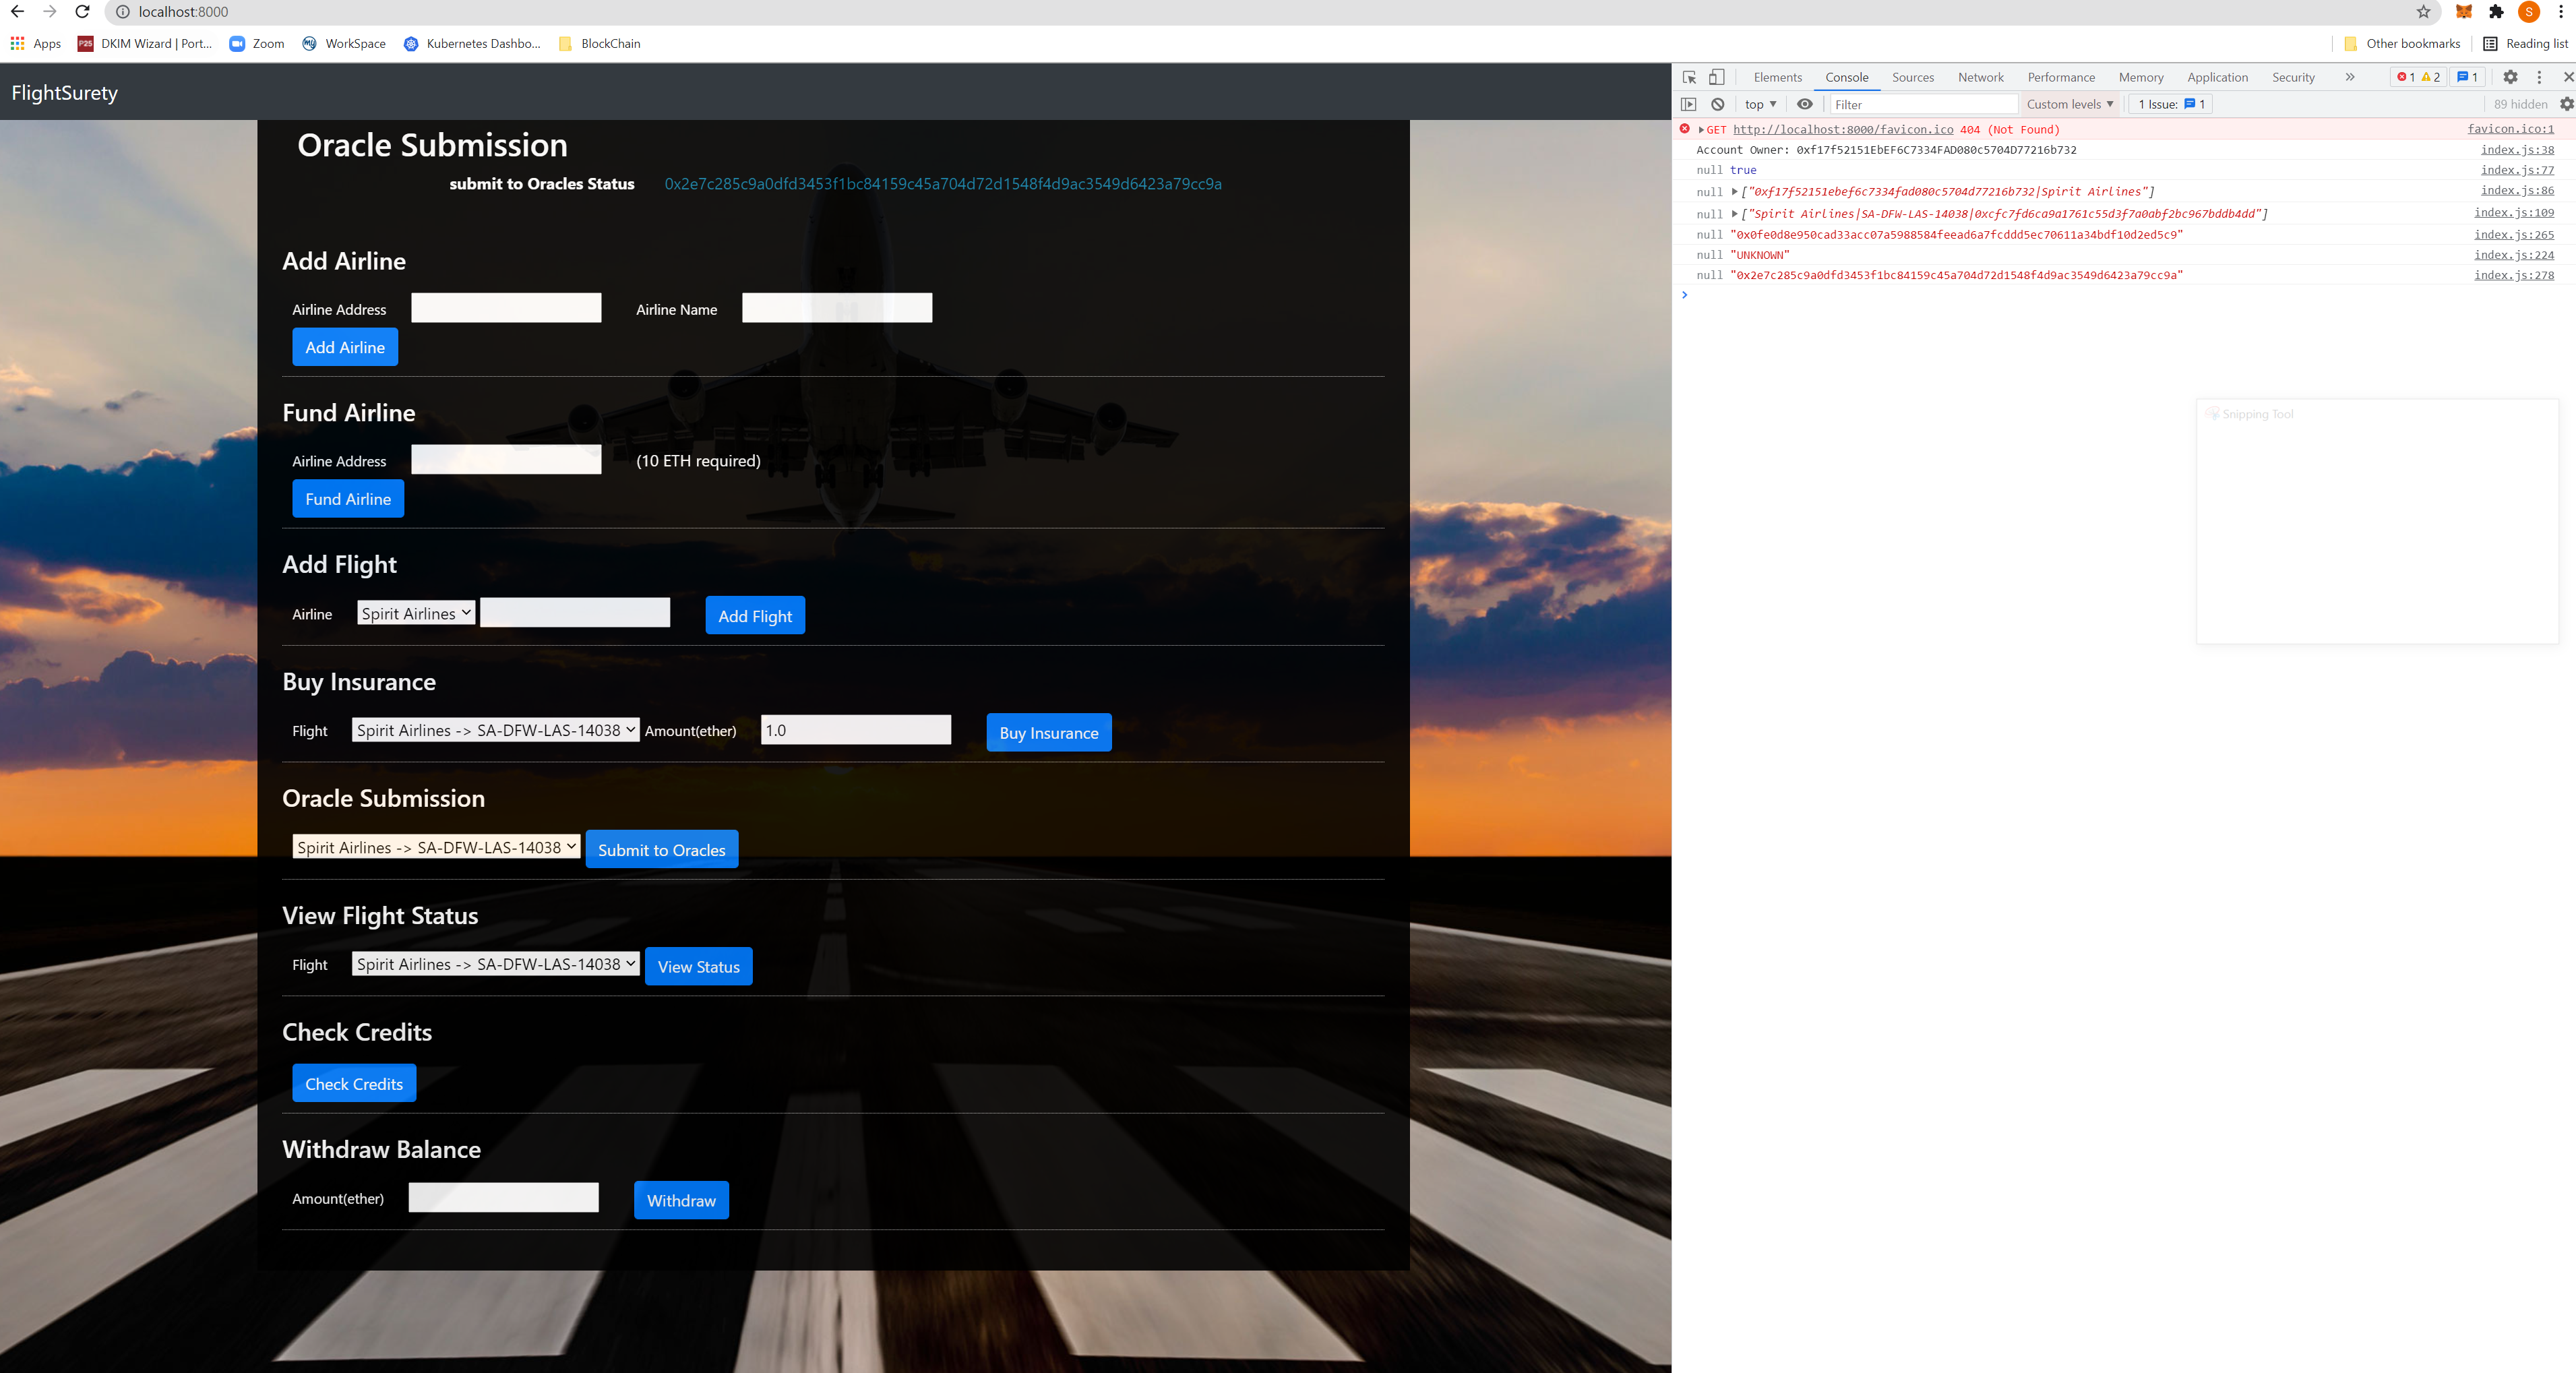 localhost:8000
Apps DKIM Wizard | Port... Zoom WorkSpace Kubernetes Dashbo... BlockChain Other bookmarks Reading list
FlightSurety
Oracle Submission
submit to Oracles Status 0x2e7c285c9a0dfd3453f1bc84159c45a704d72d1548f4d9ac3549d6423a79cc9a
Add Airline
Airline Address Airline Name
Add Airline
Fund Airline
Airline Address (10 ETH required)
Fund Airline
Add Flight
Airline Spirit Airlines Add Flight
Buy Insurance
Flight Spirit Airlines -> SA-DFW-LAS-14038 Amount(ether) 1.0 Buy Insurance
Oracle Submission
Spirit Airlines -> SA-DFW-LAS-14038 Submit to Oracles
View Flight Status
Flight Spirit Airlines -> SA-DFW-LAS-14038 View Status
Check Credits
Check Credits
Withdraw Balance
Amount(ether) Withdraw
Elements Console Sources Network Performance Memory Application Security 1 2 1
top Filter Custom levels 1 Issue: 1 89 hidden
GET http://localhost:8000/favicon.ico 404 (Not Found) favicon.ico:1
Account Owner: 0xf17f52151EbEF6C7334FAD080c5704D77216b732 index.js:38
null true index.js:77
null ["0xf17f52151ebef6c7334fad080c5704d77216b732|Spirit Airlines"] index.js:86
null ["Spirit Airlines|SA-DFW-LAS-14038|0xcfc7fd6ca9a1761c55d3f7a0abf2bc967bddb4dd"] index.js:109
null "0x0fe0d8e950cad33acc07a5988584feead6a7fcddd5ec70611a34bdf10d2ed5c9" index.js:265
null "UNKNOWN" index.js:224
null "0x2e7c285c9a0dfd3453f1bc84159c45a704d72d1548f4d9ac3549d6423a79cc9a" index.js:278
Snipping Tool